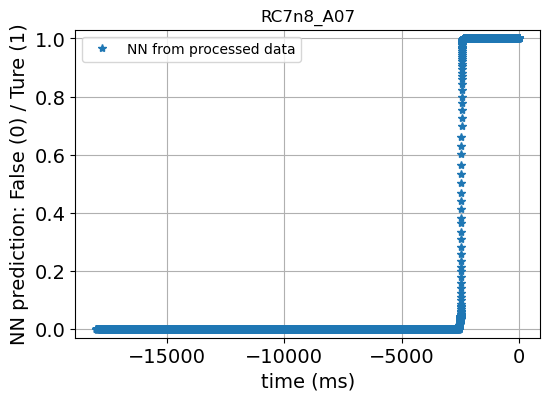 RC7n8_A07
NN from processed data
NN prediction: False (0) / Ture (1)
1.0
0.8
0.6
0.4
0.2
0.0
−15000 −10000 −5000 0
time (ms)